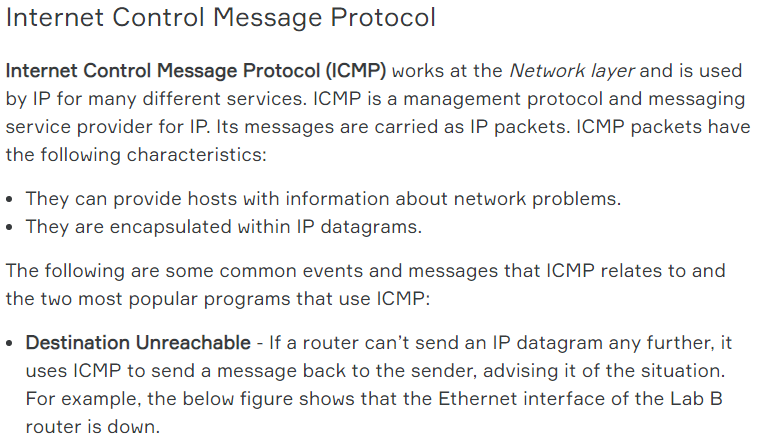 Internet Control Message Protocol
Internet Control Message Protocol (ICMP) works at the Network layer and is used
by IP for many different services. ICMP is a management protocol and messaging
service provider for IP. Its messages are carried as IP packets. ICMP packets have
the following characteristics:
• They can provide hosts with information about network problems.
• They are encapsulated within IP datagrams.
The following are some common events and messages that ICMP relates to and
the two most popular programs that use ICMP:
• Destination Unreachable - If a router can’t send an IP datagram any further, it
uses ICMP to send a message back to the sender, advising it of the situation.
For example, the below figure shows that the Ethernet interface of the Lab B
router is down.